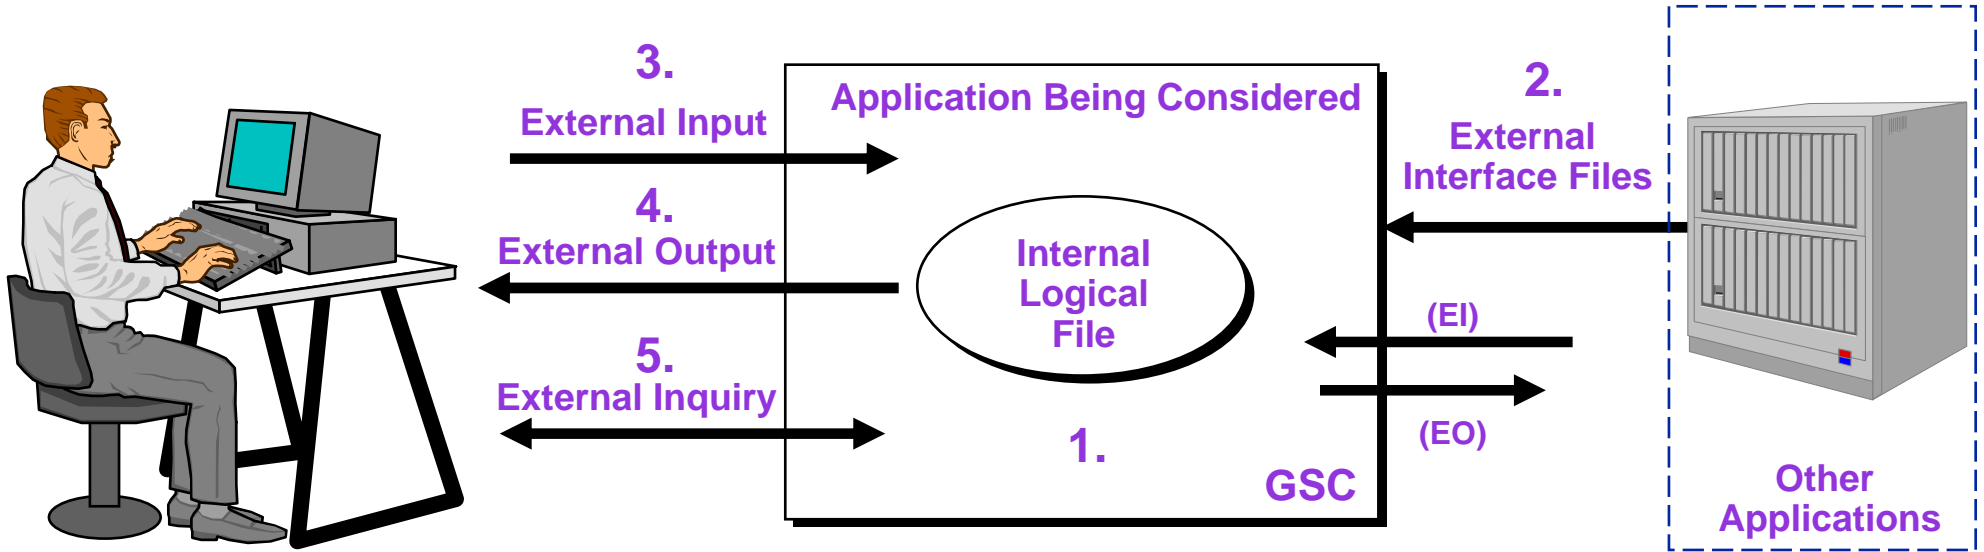 3.
External Input
4.
External Output
5.
External Inquiry
Application Being Considered
Internal
Logical
File
1.
GSC
2.
External
Interface Files
(EI)
(EO)
Other
Applications